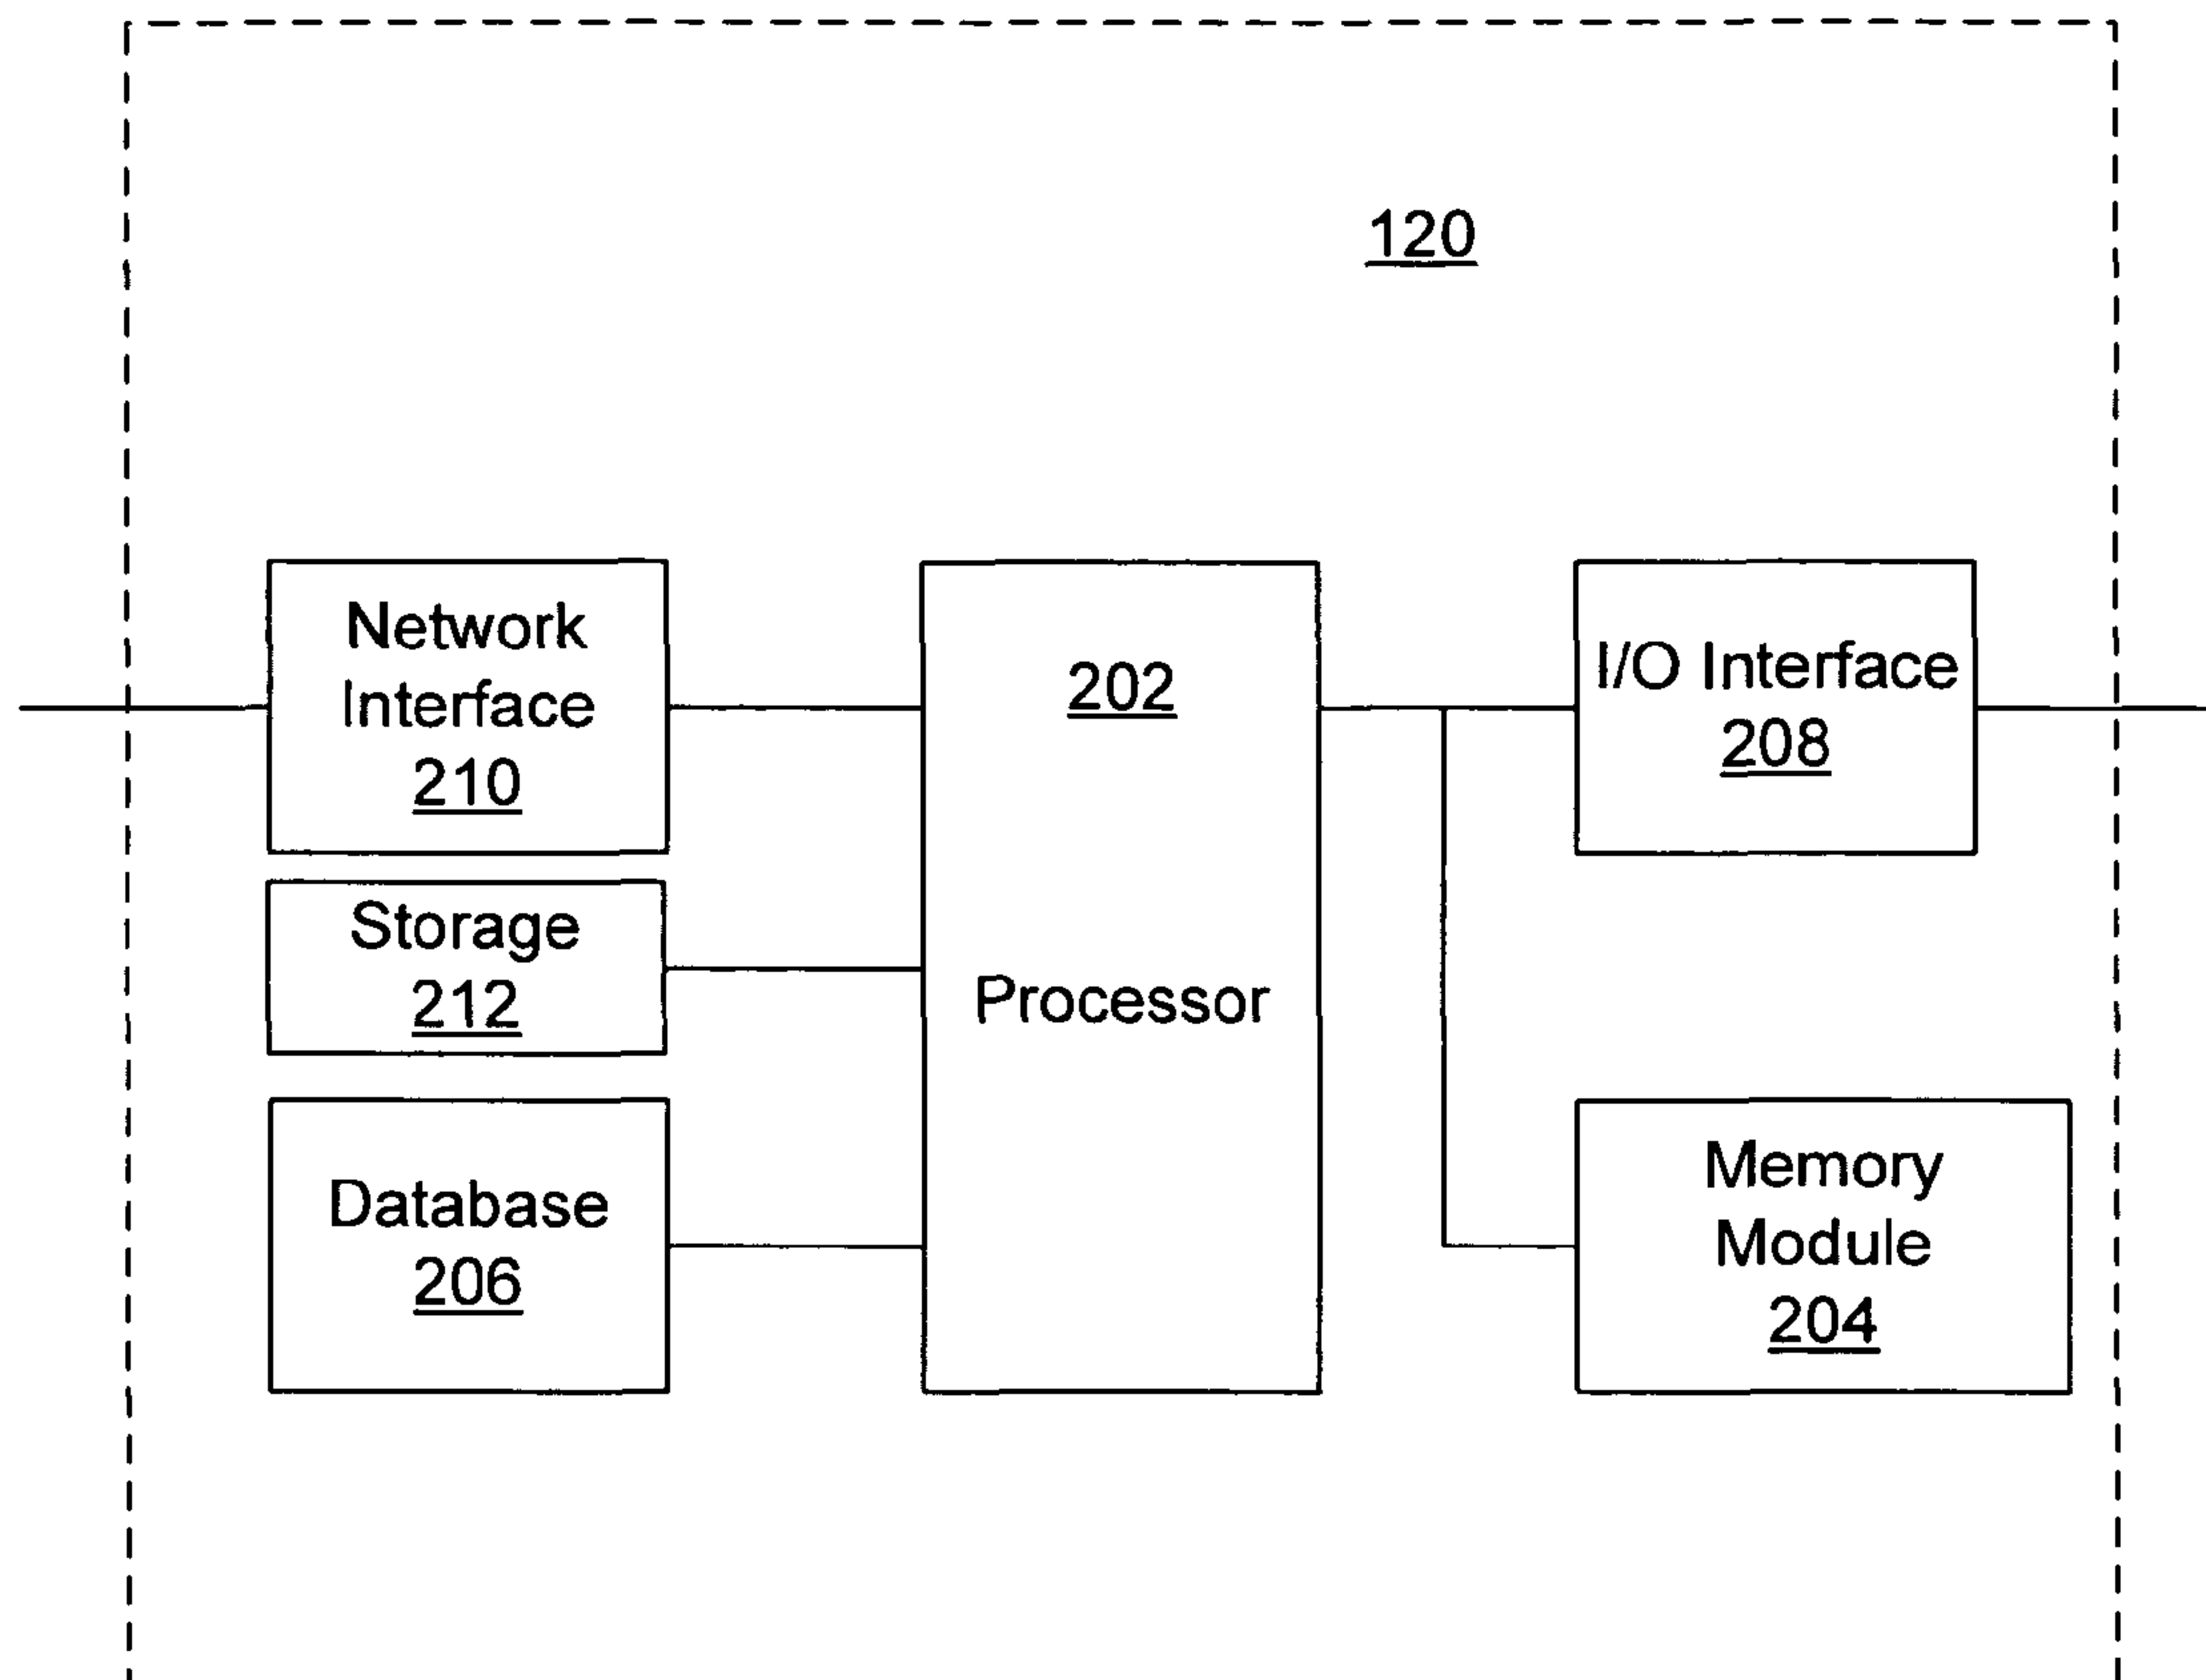 120
Network
Interface
210
Storage
212
Database
206
202
Processor
I/O Interface
208
Memory
Module
204